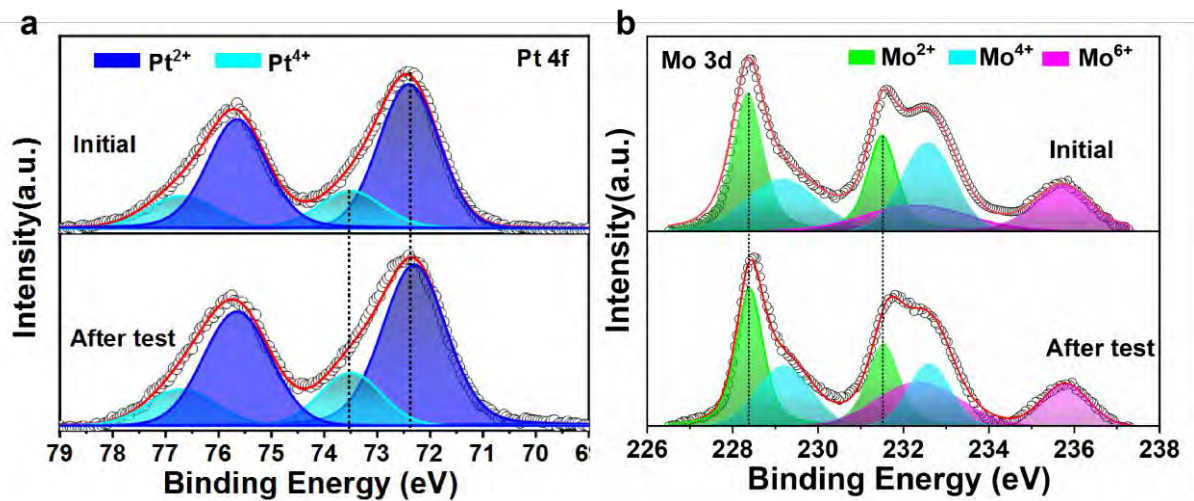 a
Pt²⁺ Pt⁴⁺ Pt 4f
Initial
After test
Intensity(a.u.)
79 78 77 76 75 74 73 72 71 70 69
Binding Energy (eV)
b
Mo 3d Mo²⁺ Mo⁴⁺ Mo⁶⁺
Initial
After test
Intensity(a.u.)
226 228 230 232 234 236 238
Binding Energy (eV)